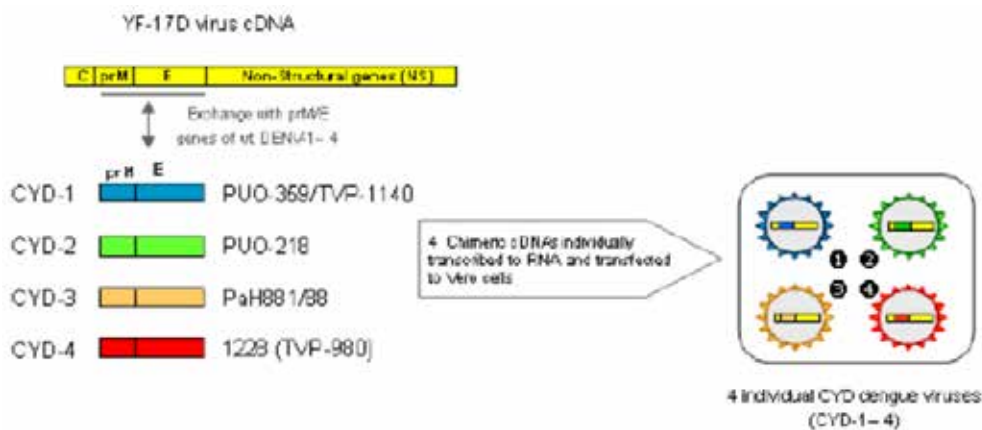 YF-17D virus cDNA
C prM E Non-Structural genes (NS)
Exchange with prM/E
genes of wt DENV1– 4
prM E
CYD-1 PUO-359/TVP-1140
CYD-2 PUO-218
CYD-3 PaH881/88
CYD-4 1228 (TVP-980)
4 Chimeric cDNAs individually
transcribed to RNA and transfected
to Vero cells
1 2
3 4
4 Individual CYD dengue viruses
(CYD-1– 4)